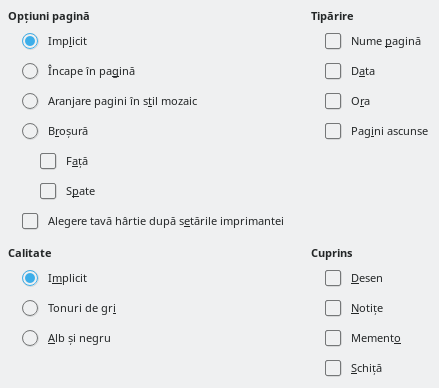 Opțiuni pagină
Implicit
Încape în pagină
Aranjare pagini în stil mozaic
Broșură
Față
Spate
Alegere tavă hârtie după setările imprimantei
Tipărire
Nume pagină
Data
Ora
Pagini ascunse
Calitate
Implicit
Tonuri de gri
Alb și negru
Cuprins
Desen
Notițe
Memento
Schiță